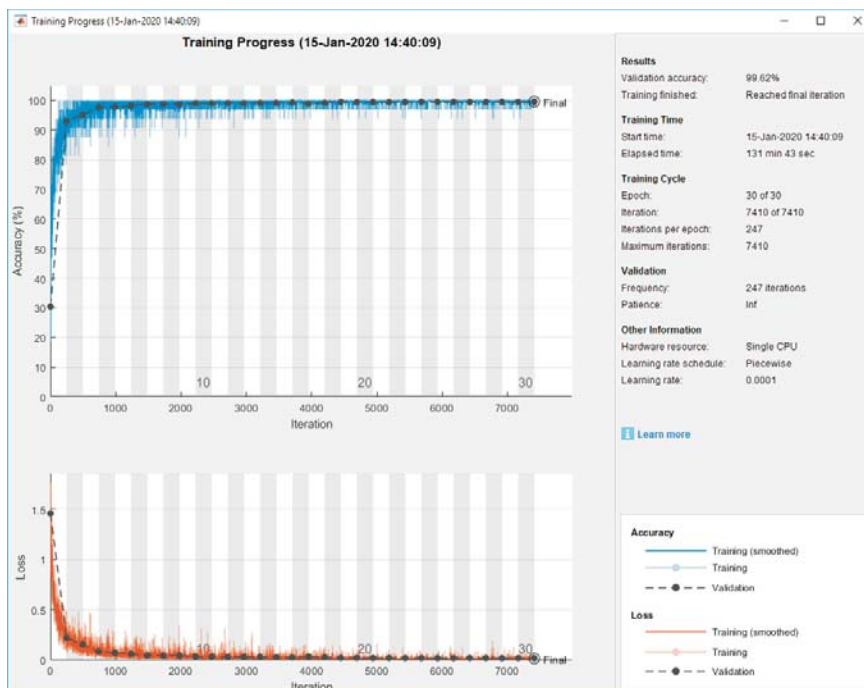 Training Progress (15-Jan-2020 14:40:09)
Training Progress (15-Jan-2020 14:40:09)
100
90
80
70
60
50
40
30
20
10
0
Accuracy (%)
Final
10
20
30
0
1000
2000
3000
4000
5000
6000
7000
Iteration
1.5
1
0.5
0
Loss
10
20
30
Final
0
1000
2000
3000
4000
5000
6000
7000
Iteration
Results
Validation accuracy: 99.62%
Training finished: Reached final iteration
Training Time
Start time: 15-Jan-2020 14:40:09
Elapsed time: 131 min 43 sec
Training Cycle
Epoch: 30 of 30
Iteration: 7410 of 7410
Iterations per epoch: 247
Maximum iterations: 7410
Validation
Frequency: 247 iterations
Patience: Inf
Other Information
Hardware resource: Single CPU
Learning rate schedule: Piecewise
Learning rate: 0.0001
i Learn more
Accuracy
Training (smoothed)
Training
Validation
Loss
Training (smoothed)
Training
Validation